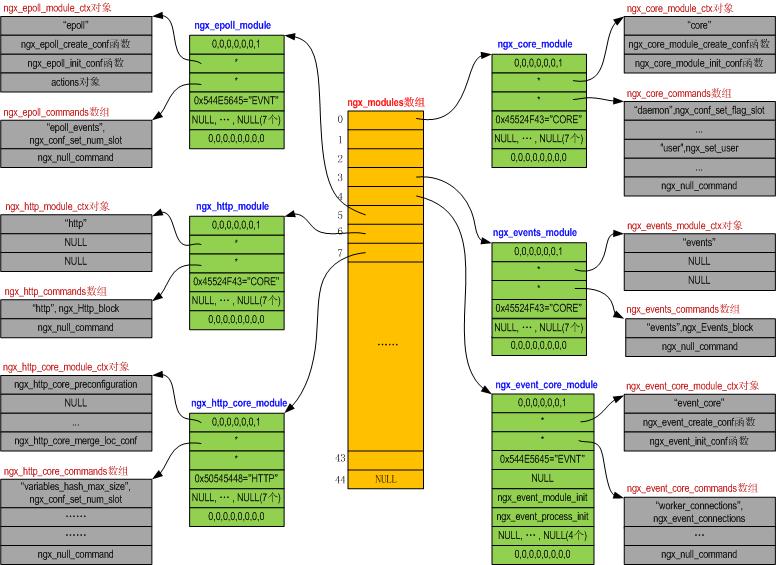 ngx_epoll_module_ctx对象
“epoll”
ngx_epoll_create_conf函数
ngx_epoll_init_conf函数
actions对象
ngx_epoll_commands数组
“epoll_events”,
ngx_conf_set_num_slot
ngx_null_command
ngx_epoll_module
0,0,0,0,0,0,1
*
*
0x544E5645="EVNT”
NULL, … , NULL(7个)
0,0,0,0,0,0,0,0
ngx_http_module_ctx对象
“http”
NULL
NULL
ngx_http_commands数组
“http”, ngx_Http_block
ngx_null_command
ngx_http_module
0,0,0,0,0,0,1
*
*
0x45524F43=”CORE”
NULL, … , NULL(7个)
0,0,0,0,0,0,0,0
ngx_http_core_module_ctx对象
ngx_http_core_preconfiguration
NULL
...
ngx_http_core_merge_loc_conf
ngx_http_core_commands数组
“variables_hash_max_size”,
ngx_conf_set_num_slot
……
……
ngx_null_command
ngx_http_core_module
0,0,0,0,0,0,1
*
*
0x50545448="HTTP”
NULL, … , NULL(7个)
0,0,0,0,0,0,0,0
ngx_modules数组
0
1
2
3
4
5
6
7
……
43
44
NULL
ngx_core_module
0,0,0,0,0,0,1
*
*
0x45524F43=”CORE”
NULL, … , NULL(7个)
0,0,0,0,0,0,0,0
ngx_core_module_ctx对象
“core”
ngx_core_module_create_conf函数
ngx_core_module_init_conf函数
ngx_core_commands数组
“daemon”,ngx_conf_set_flag_slot
...
”user”,ngx_set_user
...
ngx_null_command
ngx_events_module
0,0,0,0,0,0,1
*
*
0x45524F43=”CORE”
NULL, … , NULL(7个)
0,0,0,0,0,0,0,0
ngx_events_module_ctx对象
“events”
NULL
NULL
ngx_events_commands数组
“events”,ngx_Events_block
ngx_null_command
ngx_event_core_module
0,0,0,0,0,0,1
*
*
0x544E5645="EVNT”
NULL
ngx_event_module_init
ngx_event_process_init
NULL, … , NULL(4个)
0,0,0,0,0,0,0,0
ngx_event_core_module_ctx对象
“event_core”
ngx_event_create_conf函数
ngx_event_init_conf函数
ngx_event_core_commands数组
“worker_connections”,
ngx_event_connections
…
ngx_null_command